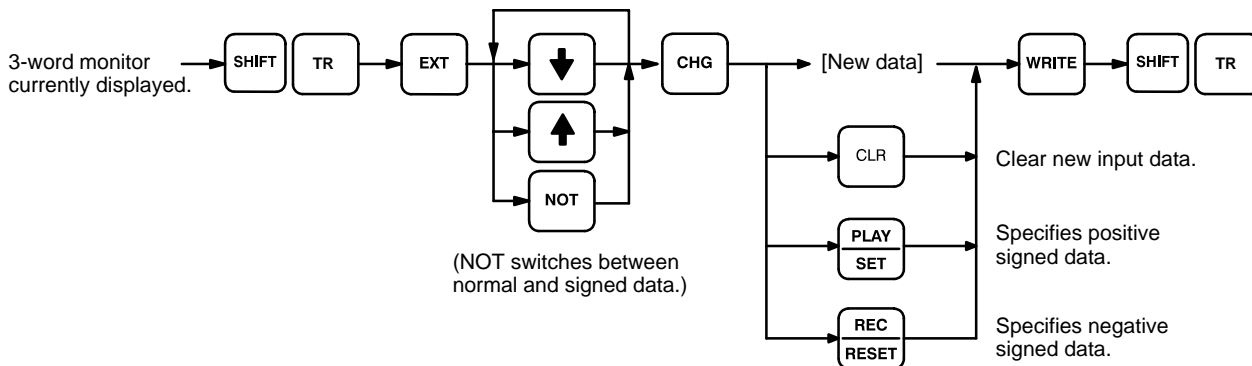 3-word monitor
currently displayed.
SHIFT
TR
EXT
NOT
(NOT switches between
normal and signed data.)
CHG
[New data]
CLR
Clear new input data.
PLAY
SET
Specifies positive
signed data.
REC
RESET
Specifies negative
signed data.
WRITE
SHIFT
TR